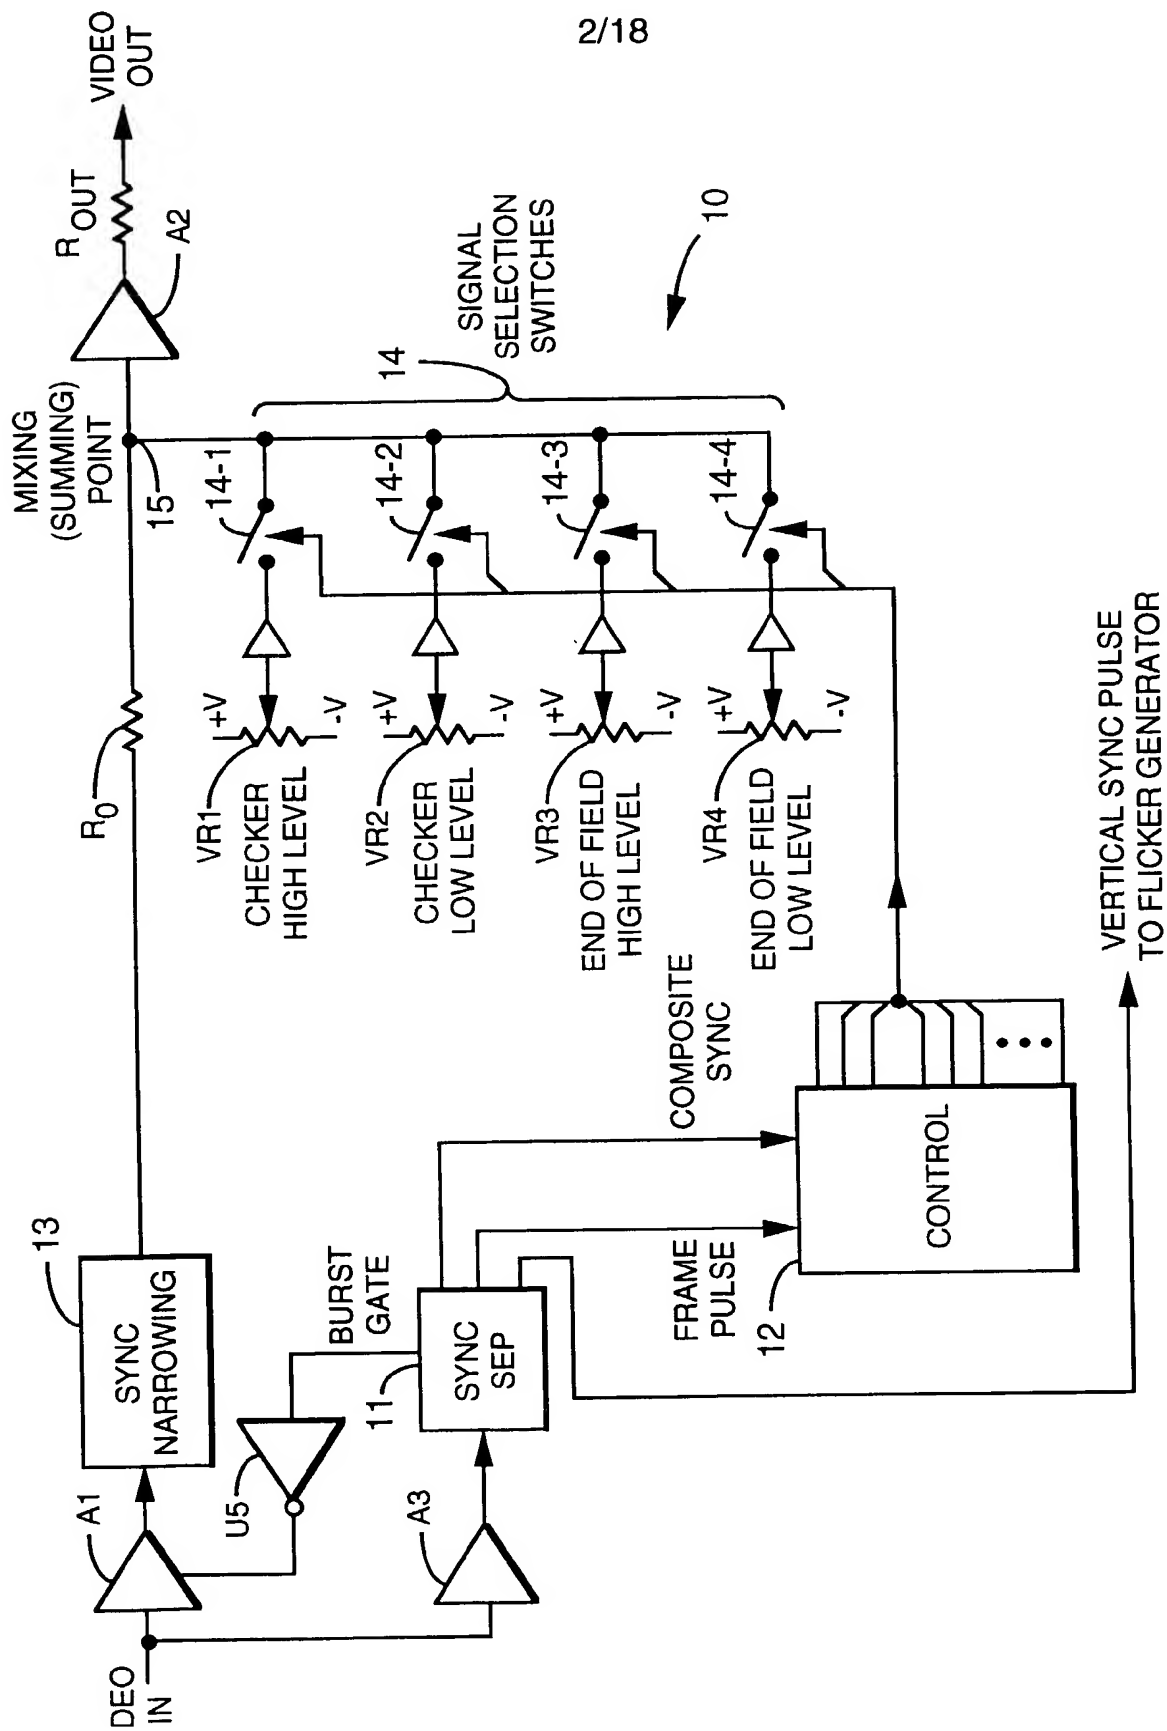 2/18
DEO
IN
A1
13
SYNC
NARROWING
R0
MIXING
(SUMMING)
POINT
15
A2
R OUT
VIDEO
OUT
U5
BURST
GATE
A3
11
SYNC
SEP
FRAME
PULSE
COMPOSITE
SYNC
12
CONTROL
VR1
+V
-V
CHECKER
HIGH LEVEL
14-1
VR2
+V
-V
CHECKER
LOW LEVEL
14-2
VR3
+V
-V
END OF FIELD
HIGH LEVEL
14-3
VR4
+V
-V
END OF FIELD
LOW LEVEL
14-4
14
SIGNAL
SELECTION
SWITCHES
10
VERTICAL SYNC PULSE
TO FLICKER GENERATOR